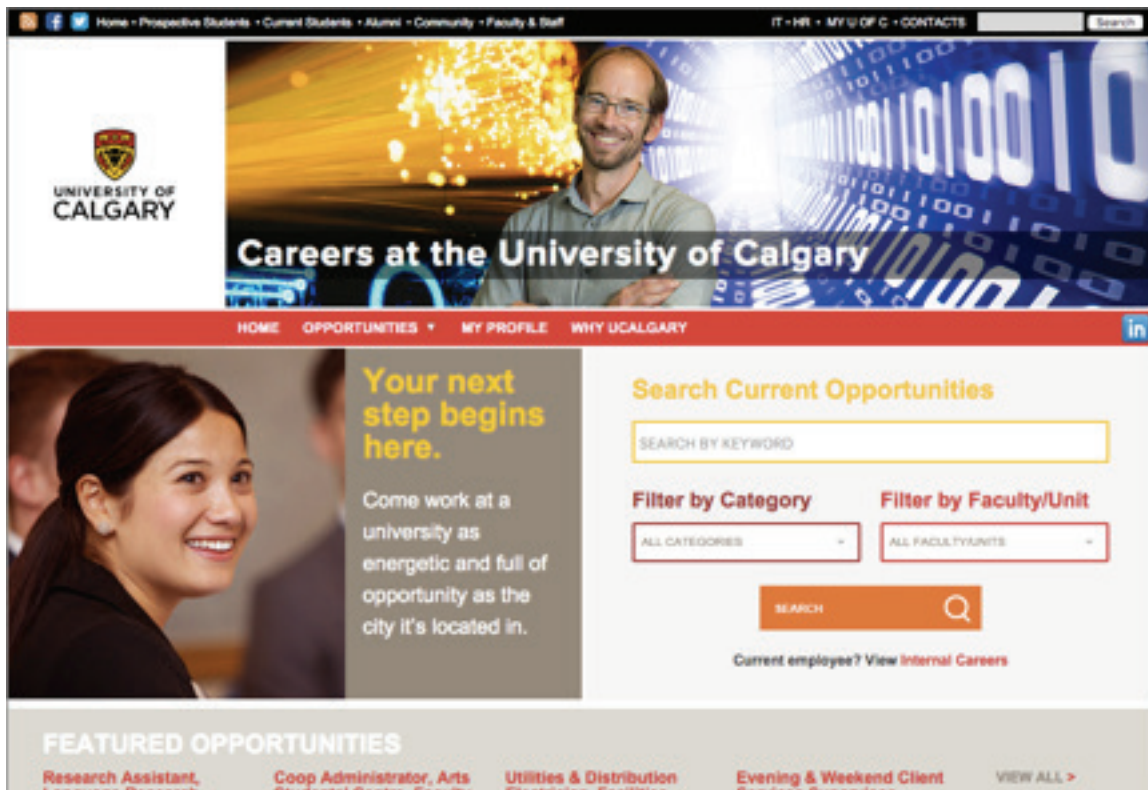 Home • Prospective Students • Current Students • Alumni • Community • Faculty & Staff
IT • HR • MY U OF C • CONTACTS
Search
UNIVERSITY OF
CALGARY
Careers at the University of Calgary
HOME OPPORTUNITIES MY PROFILE WHY UCALGARY
in
Your next
step begins
here.
Come work at a
university as
energetic and full of
opportunity as the
city it's located in.
Search Current Opportunities
SEARCH BY KEYWORD
Filter by Category
ALL CATEGORIES
Filter by Faculty/Unit
ALL FACULTY/UNITS
SEARCH
Current employee? View Internal Careers
FEATURED OPPORTUNITIES
Research Assistant,
Coop Administrator, Arts
Utilities & Distribution
Evening & Weekend Client
VIEW ALL >